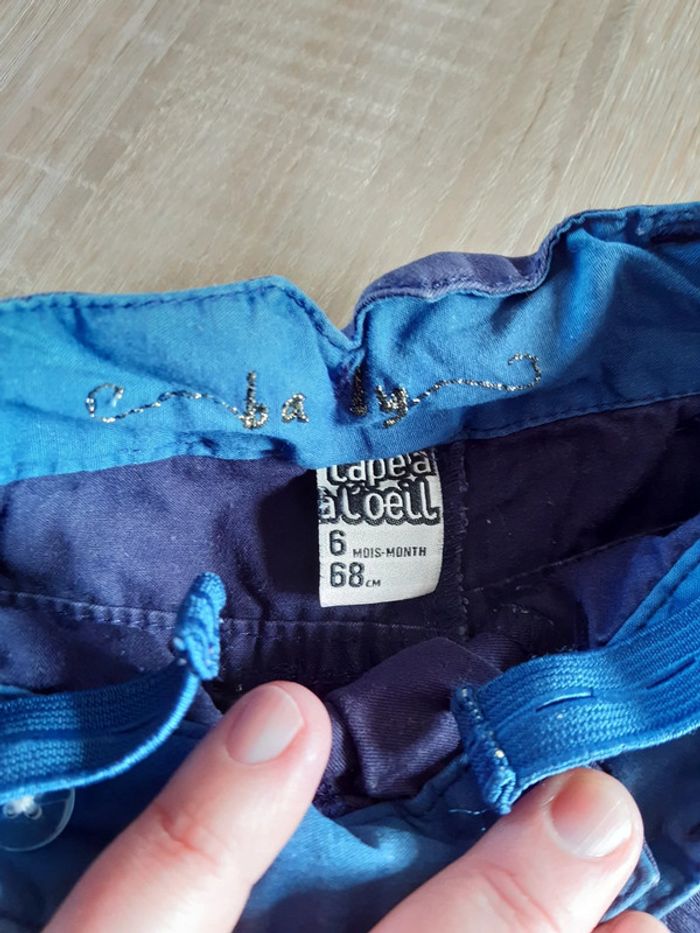 baby
tape à
à l'oeil
6 MOIS-MONTH
68 CM